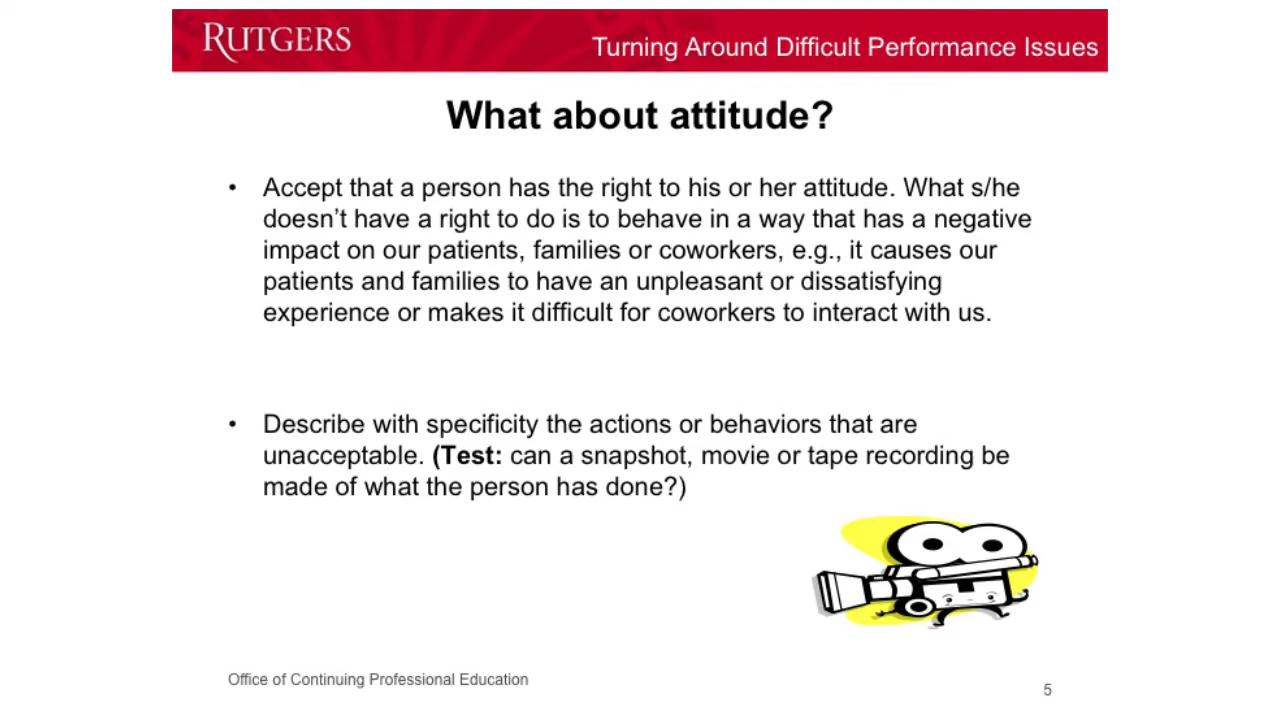 RUTGERS
Turning Around Difficult Performance Issues
What about attitude?
• Accept that a person has the right to his or her attitude. What s/he
doesn’t have a right to do is to behave in a way that has a negative
impact on our patients, families or coworkers, e.g., it causes our
patients and families to have an unpleasant or dissatisfying
experience or makes it difficult for coworkers to interact with us.
• Describe with specificity the actions or behaviors that are
unacceptable. (Test: can a snapshot, movie or tape recording be
made of what the person has done?)
Office of Continuing Professional Education
5